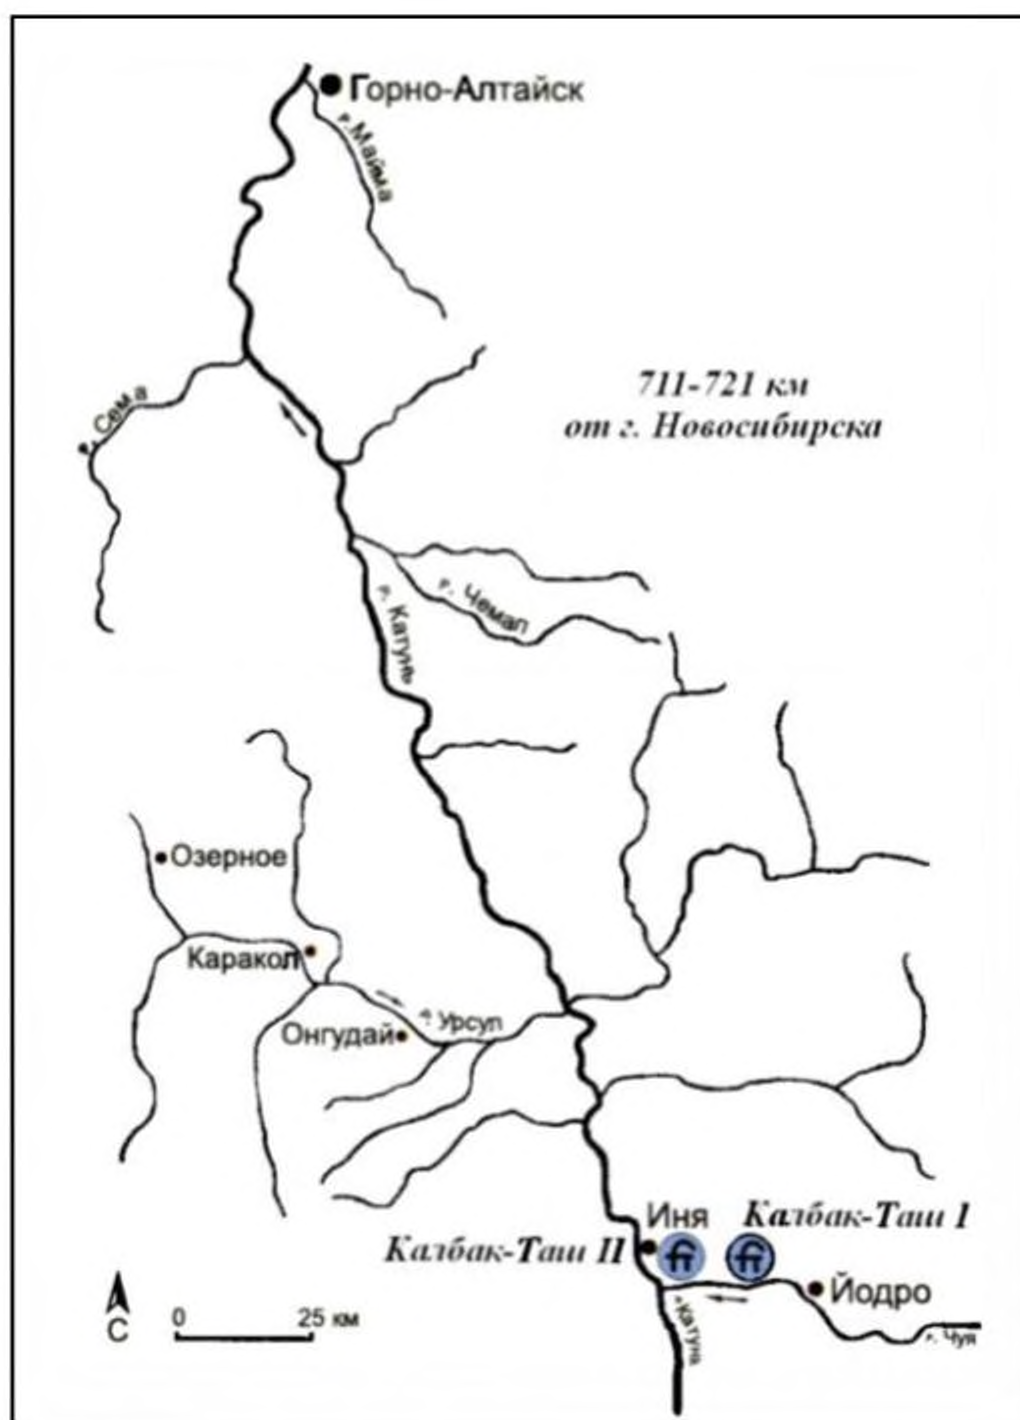 Горно-Алтайск
р. Майма
711-721 км
от г. Новосибирска
р. Сема
р. Чемал
р. Катунь
Озерное
Каракол
р. Урсул
Онгудай
Иня
Калбак-Таш I
Калбак-Таш II
Йодро
р. Катунь
р. Чуя
С
0
25 км